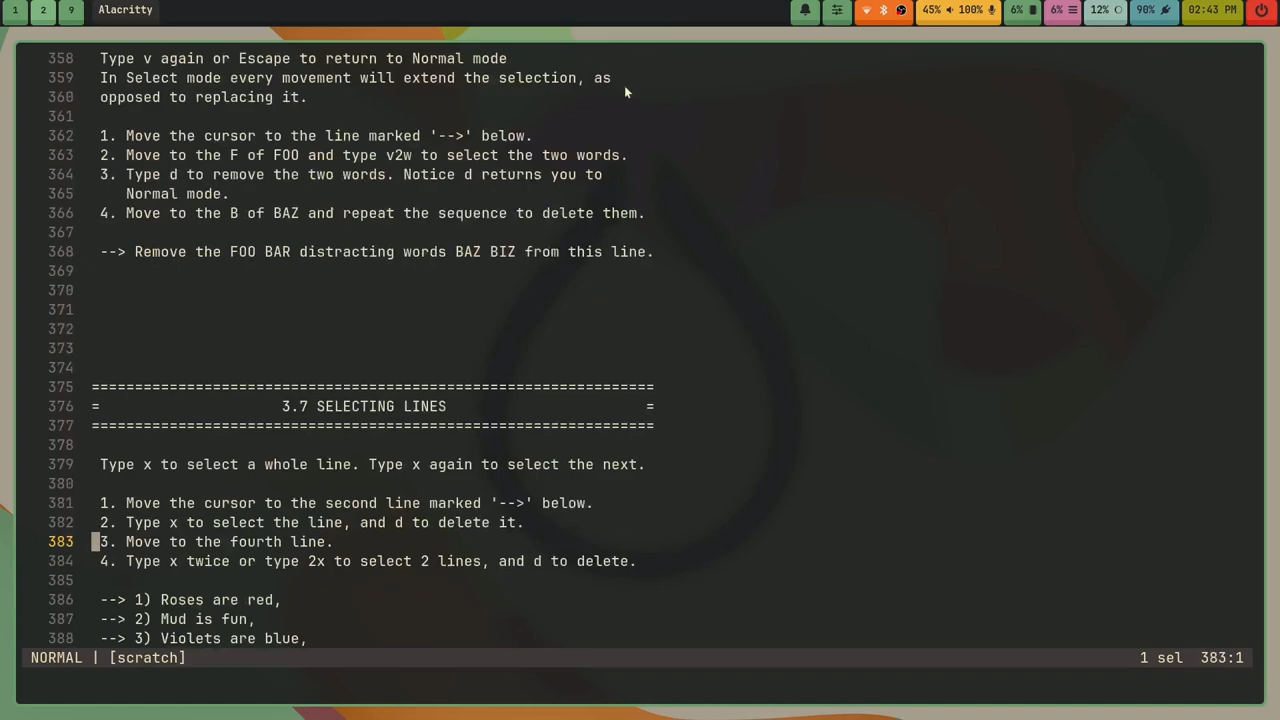 1 2 9 Alacritty 45% 100% 6% 6% 12% 90% 02:43 PM
358 Type v again or Escape to return to Normal mode
359 In Select mode every movement will extend the selection, as
360 opposed to replacing it.
361
362 1. Move the cursor to the line marked '-->' below.
363 2. Move to the F of FOO and type v2w to select the two words.
364 3. Type d to remove the two words. Notice d returns you to
365 Normal mode.
366 4. Move to the B of BAZ and repeat the sequence to delete them.
367
368 --> Remove the FOO BAR distracting words BAZ BIZ from this line.
369
370
371
372
373
374
375 =================================================================
376 = 3.7 SELECTING LINES =
377 =================================================================
378
379 Type x to select a whole line. Type x again to select the next.
380
381 1. Move the cursor to the second line marked '-->' below.
382 2. Type x to select the line, and d to delete it.
383 3. Move to the fourth line.
384 4. Type x twice or type 2x to select 2 lines, and d to delete.
385
386 --> 1) Roses are red,
387 --> 2) Mud is fun,
388 --> 3) Violets are blue,
NORMAL | [scratch] 1 sel 383:1